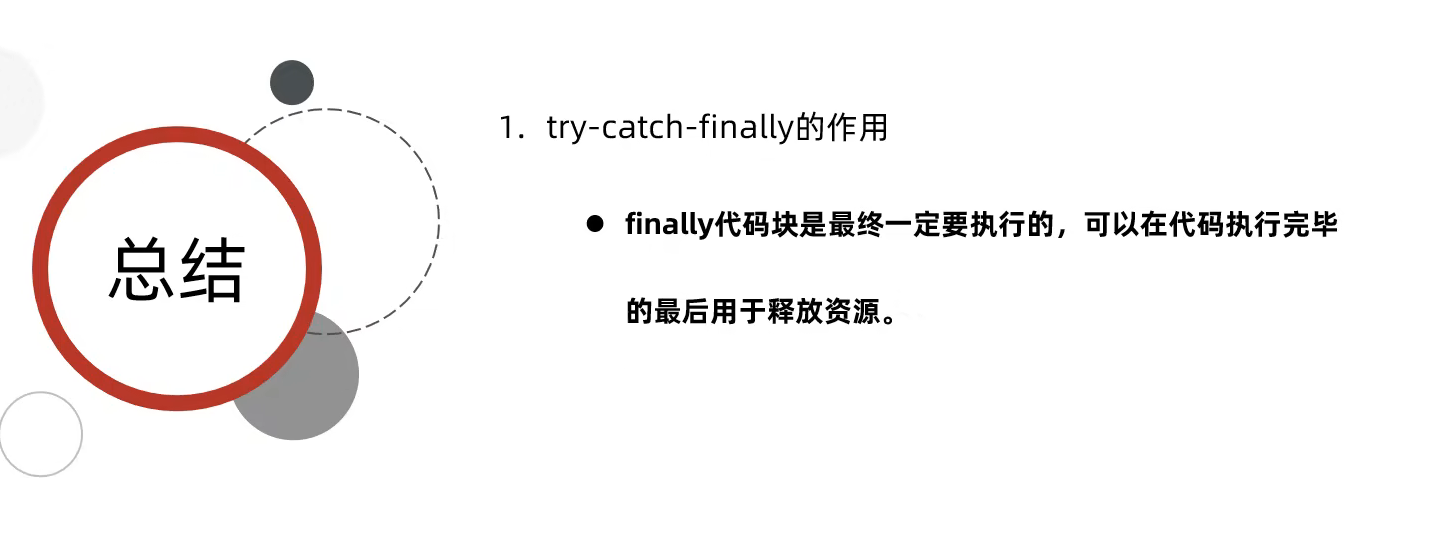 总结
1. try-catch-finally的作用
● finally代码块是最终一定要执行的，可以在代码执行完毕
的最后用于释放资源。